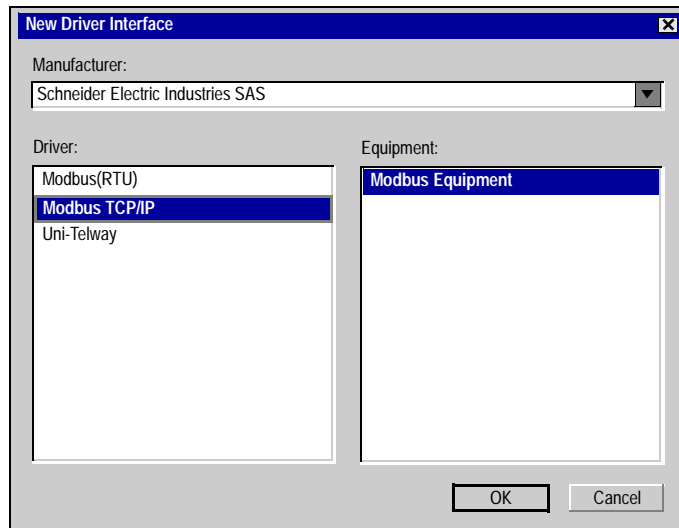 New Driver Interface
Manufacturer:
Schneider Electric Industries SAS
Driver:
Modbus(RTU)
Modbus TCP/IP
Uni-Telway
Equipment:
Modbus Equipment
OK
Cancel